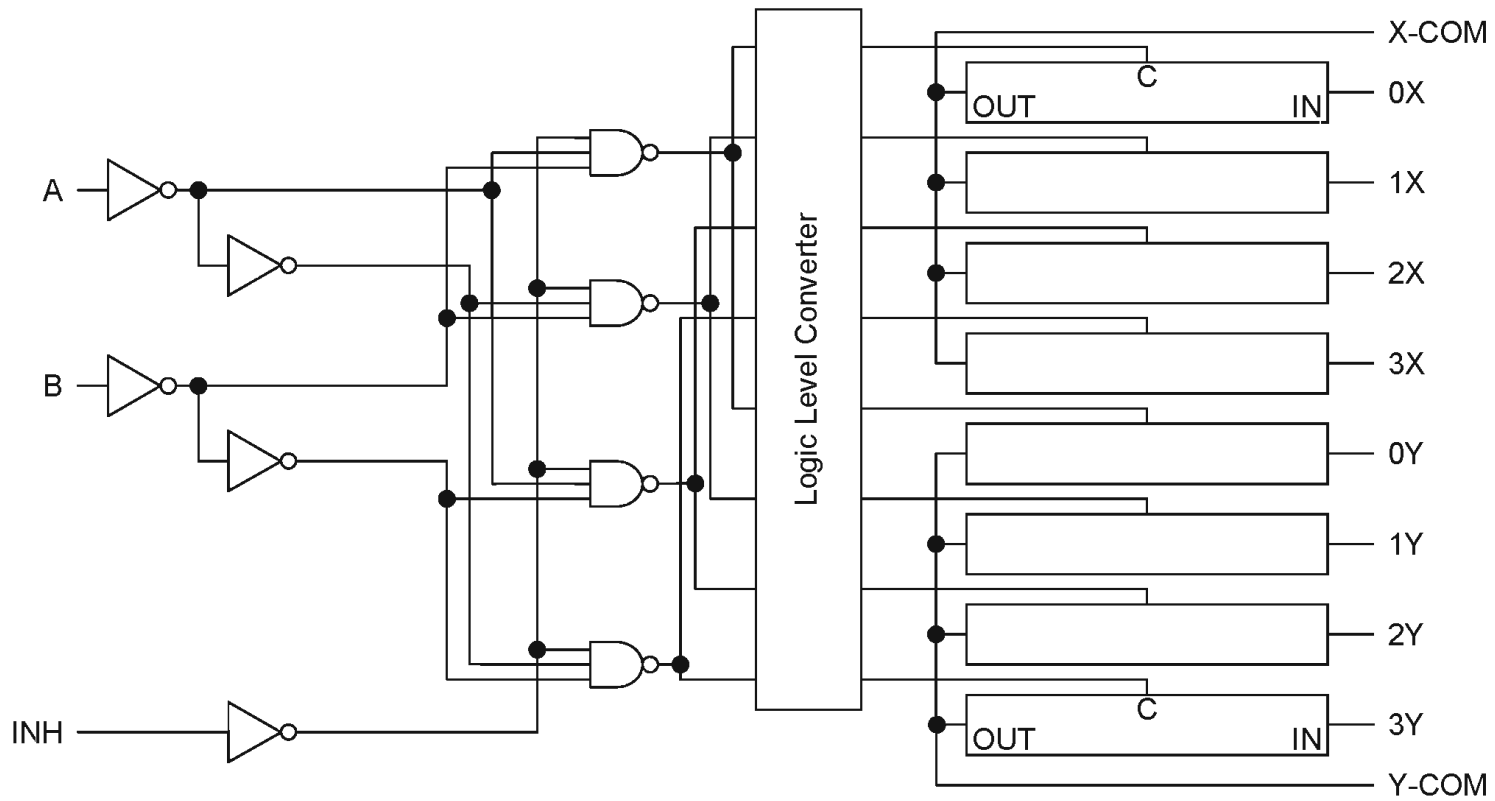 X-COM
C
OUT IN
0X
1X
A
2X
Logic Level Converter
3X
B
0Y
1Y
2Y
C
OUT IN
3Y
INH
Y-COM